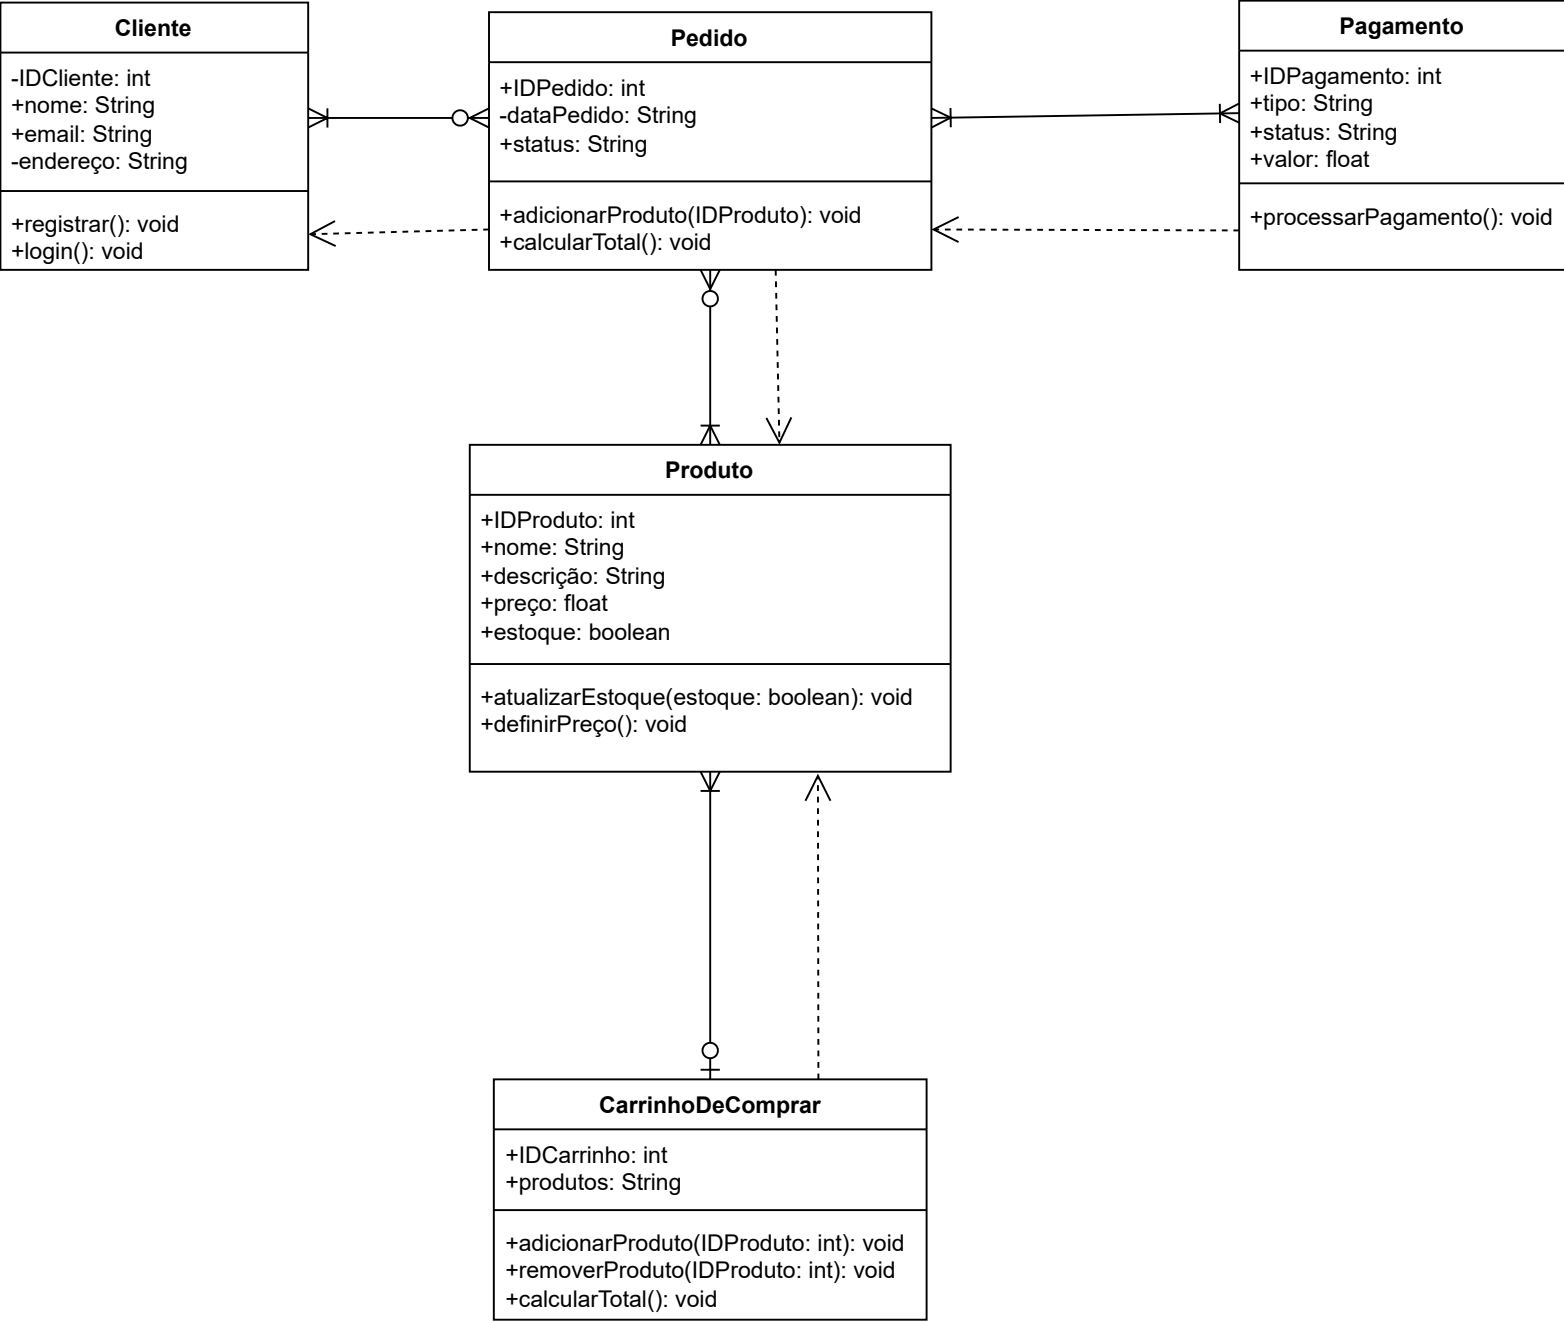 Cliente
-IDCliente: int
+nome: String
+email: String
-endereço: String
+registrar(): void
+login(): void
Pedido
+IDPedido: int
-dataPedido: String
+status: String
+adicionarProduto(IDProduto): void
+calcularTotal(): void
Pagamento
+IDPagamento: int
+tipo: String
+status: String
+valor: float
+processarPagamento(): void
Produto
+IDProduto: int
+nome: String
+descrição: String
+preço: float
+estoque: boolean
+atualizarEstoque(estoque: boolean): void
+definirPreço(): void
CarrinhoDeComprar
+IDCarrinho: int
+produtos: String
+adicionarProduto(IDProduto: int): void
+removerProduto(IDProduto: int): void
+calcularTotal(): void